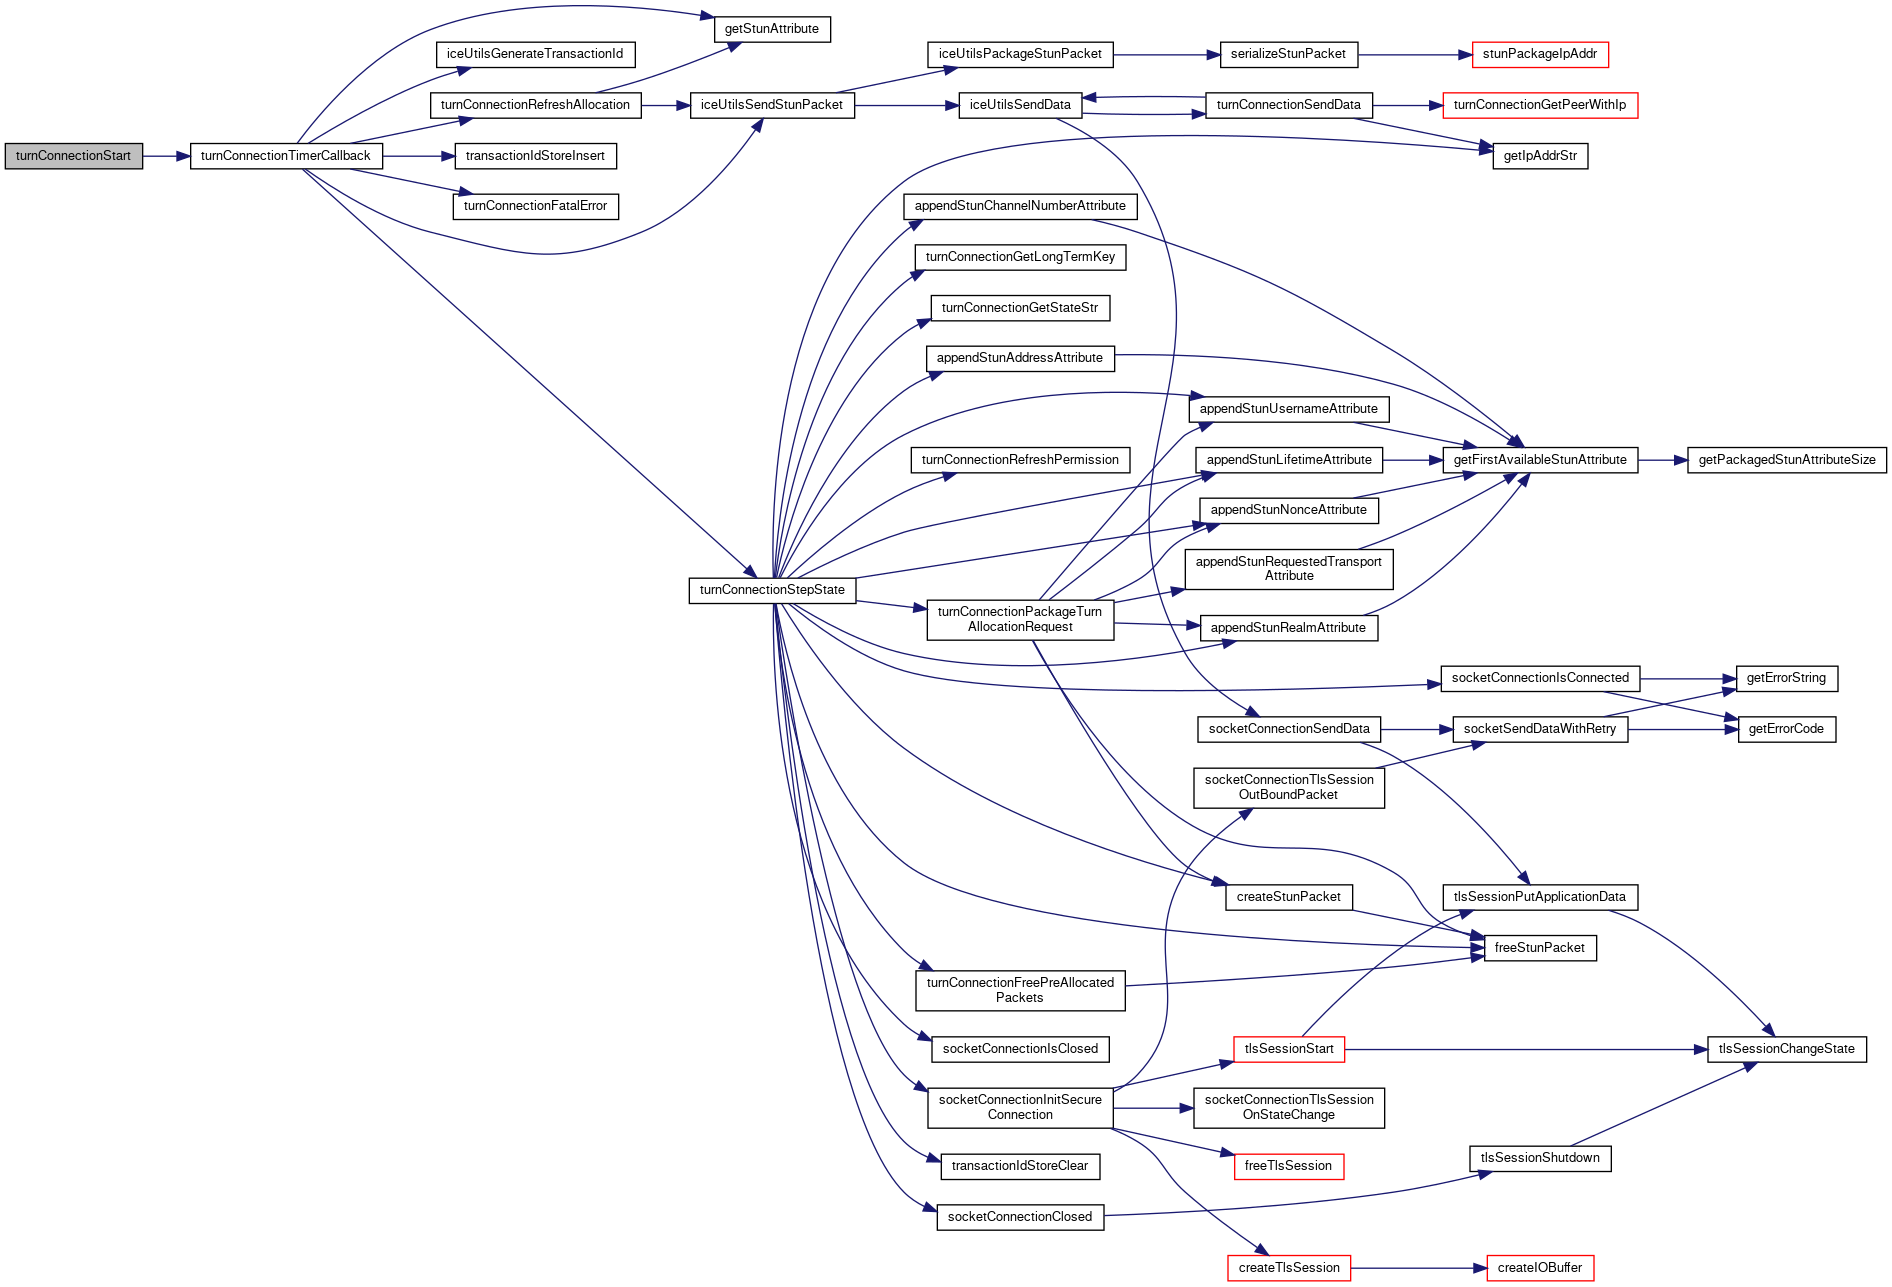 turnConnectionStart
turnConnectionTimerCallback
getStunAttribute
iceUtilsGenerateTransactionId
turnConnectionRefreshAllocation
transactionIdStoreInsert
turnConnectionFatalError
iceUtilsSendStunPacket
turnConnectionStepState
iceUtilsPackageStunPacket
iceUtilsSendData
appendStunChannelNumberAttribute
turnConnectionGetLongTermKey
turnConnectionGetStateStr
appendStunAddressAttribute
turnConnectionRefreshPermission
turnConnectionPackageTurn
AllocationRequest
turnConnectionFreePreAllocated
Packets
socketConnectionIsClosed
socketConnectionInitSecure
Connection
transactionIdStoreClear
socketConnectionClosed
serializeStunPacket
turnConnectionSendData
appendStunUsernameAttribute
appendStunLifetimeAttribute
appendStunNonceAttribute
appendStunRequestedTransport
Attribute
appendStunRealmAttribute
socketConnectionSendData
socketConnectionTlsSession
OutBoundPacket
createStunPacket
tlsSessionStart
socketConnectionTlsSession
OnStateChange
freeTlsSession
createTlsSession
stunPackageIpAddr
turnConnectionGetPeerWithIp
getIpAddrStr
getFirstAvailableStunAttribute
socketConnectionIsConnected
socketSendDataWithRetry
tlsSessionPutApplicationData
freeStunPacket
tlsSessionShutdown
createIOBuffer
getPackagedStunAttributeSize
getErrorString
getErrorCode
tlsSessionChangeState